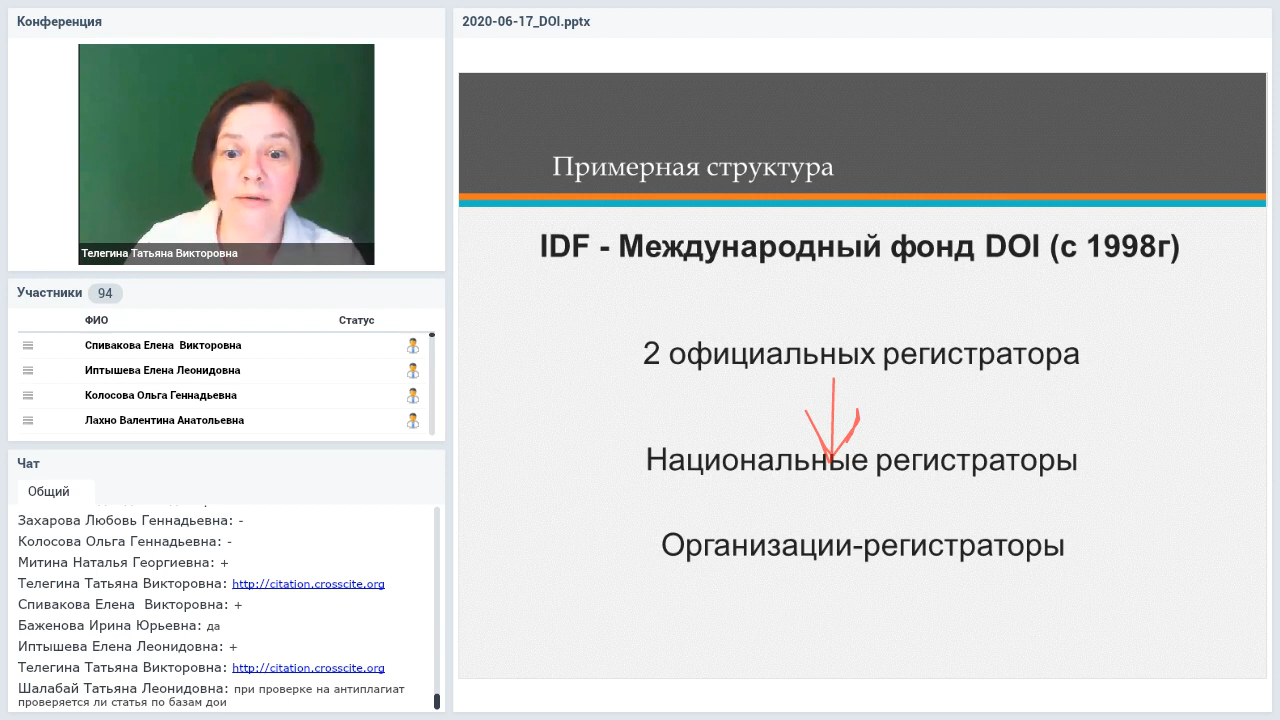 Конференция
Телегина Татьяна Викторовна
Участники 94
ФИО Статус
Спивакова Елена  Викторовна
Иптышева Елена Леонидовна
Колосова Ольга Геннадьевна
Лахно Валентина Анатольевна
Чат
Общий
Захарова Любовь Геннадьевна: -
Колосова Ольга Геннадьевна: -
Митина Наталья Георгиевна: +
Телегина Татьяна Викторовна: http://citation.crosscite.org
Спивакова Елена  Викторовна: +
Баженова Ирина Юрьевна: да
Иптышева Елена Леонидовна: +
Телегина Татьяна Викторовна: http://citation.crosscite.org
Шалабай Татьяна Леонидовна: при проверке на антиплагиат
проверяется ли статья по базам дои
2020-06-17_DOI.pptx
Примерная структура
IDF - Международный фонд DOI (с 1998г)
2 официальных регистратора
Национальные регистраторы
Организации-регистраторы